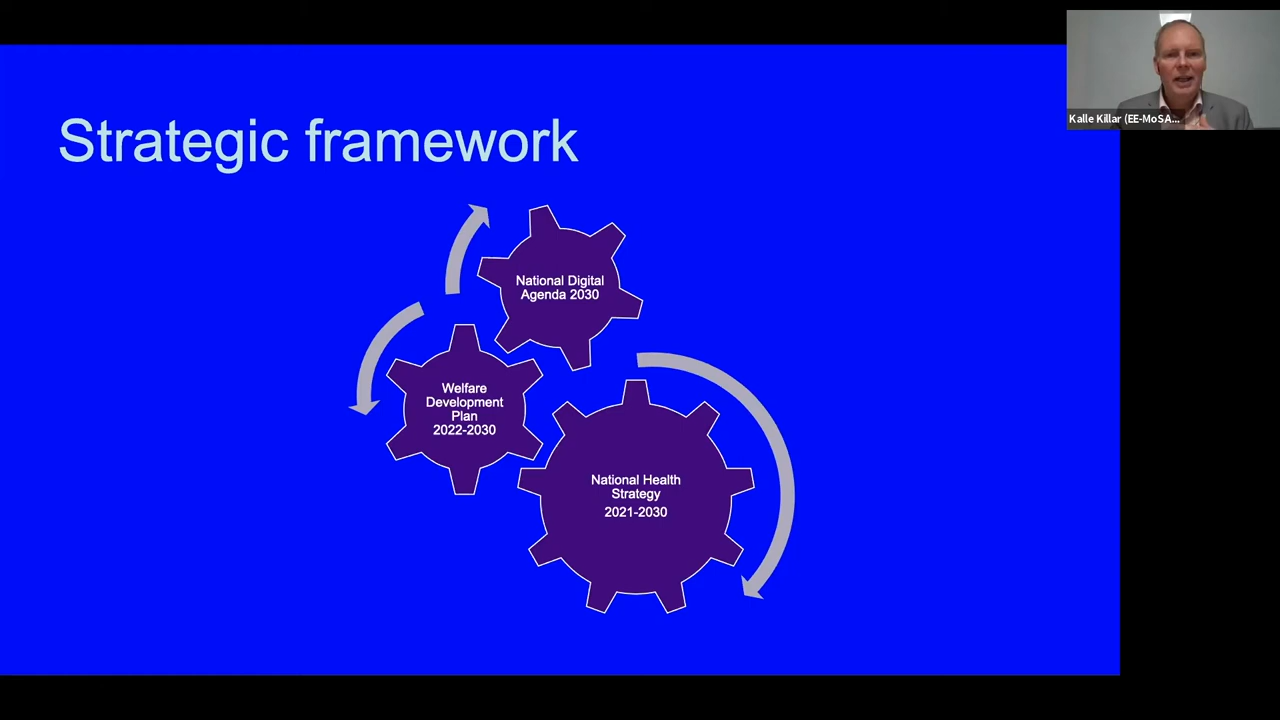 Kalle Killar (EE-MoSA...
Strategic framework
National Digital
Agenda 2030
Welfare
Development
Plan
2022-2030
National Health
Strategy
2021-2030